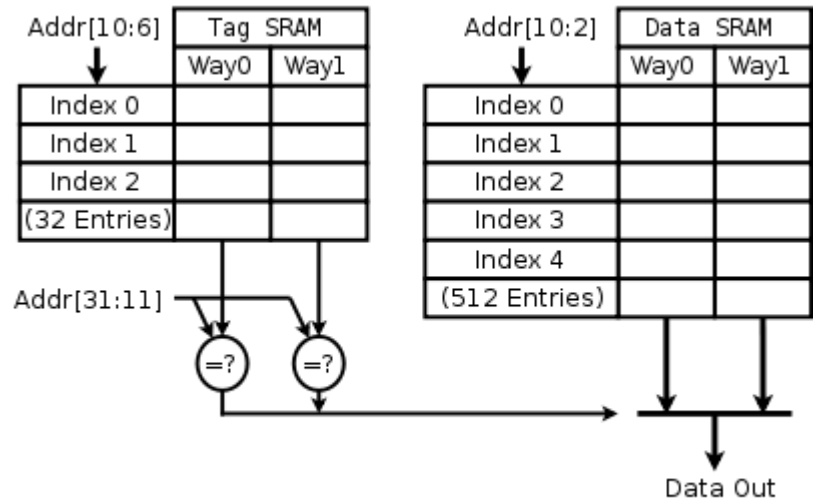 Addr[10:6]
Tag SRAM
Way0 Way1
Index 0
Index 1
Index 2
(32 Entries)
Addr[31:11]
=? =?
Addr[10:2]
Data SRAM
Way0 Way1
Index 0
Index 1
Index 2
Index 3
Index 4
(512 Entries)
Data Out